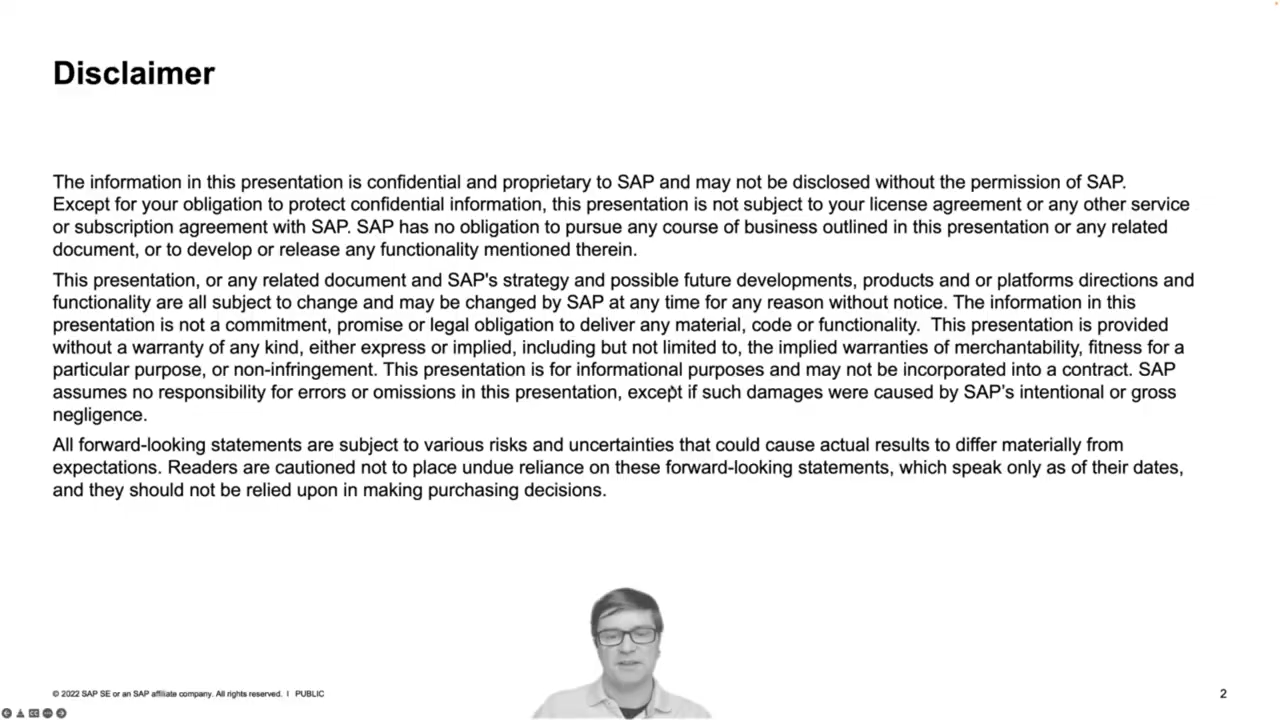 Disclaimer
The information in this presentation is confidential and proprietary to SAP and may not be disclosed without the permission of SAP.
Except for your obligation to protect confidential information, this presentation is not subject to your license agreement or any other service
or subscription agreement with SAP. SAP has no obligation to pursue any course of business outlined in this presentation or any related
document, or to develop or release any functionality mentioned therein.
This presentation, or any related document and SAP's strategy and possible future developments, products and or platforms directions and
functionality are all subject to change and may be changed by SAP at any time for any reason without notice. The information in this
presentation is not a commitment, promise or legal obligation to deliver any material, code or functionality.  This presentation is provided
without a warranty of any kind, either express or implied, including but not limited to, the implied warranties of merchantability, fitness for a
particular purpose, or non-infringement. This presentation is for informational purposes and may not be incorporated into a contract. SAP
assumes no responsibility for errors or omissions in this presentation, except if such damages were caused by SAP’s intentional or gross
negligence.
All forward-looking statements are subject to various risks and uncertainties that could cause actual results to differ materially from
expectations. Readers are cautioned not to place undue reliance on these forward-looking statements, which speak only as of their dates,
and they should not be relied upon in making purchasing decisions.
© 2022 SAP SE or an SAP affiliate company. All rights reserved. I PUBLIC
2